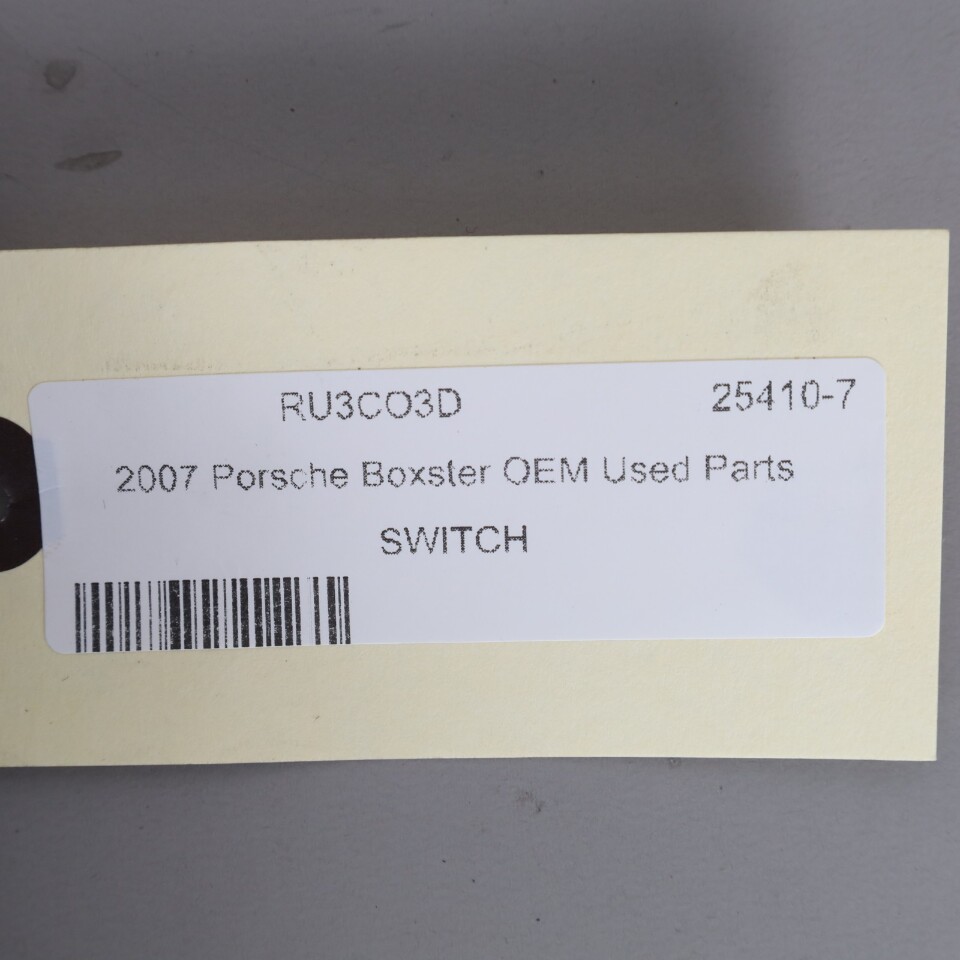 RU3CO3D 25410-7
2007 Porsche Boxster OEM Used Parts
SWITCH